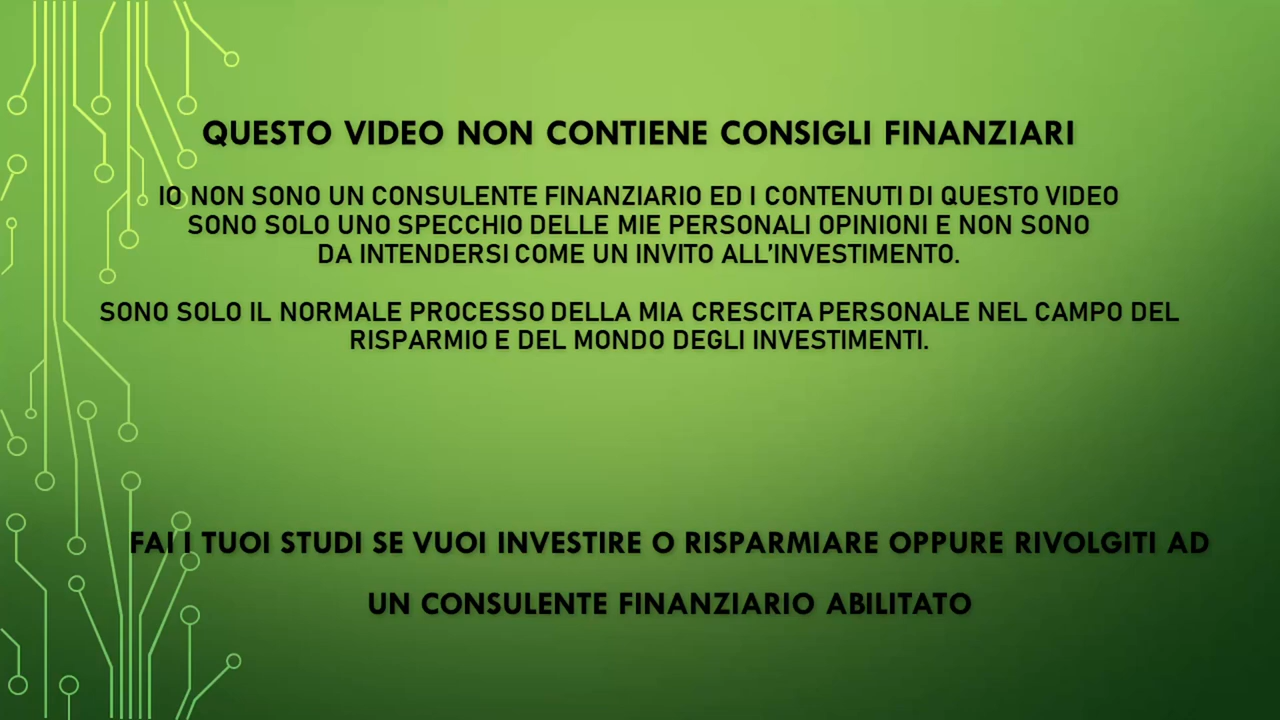 QUESTO VIDEO NON CONTIENE CONSIGLI FINANZIARI
IO NON SONO UN CONSULENTE FINANZIARIO ED I CONTENUTI DI QUESTO VIDEO
SONO SOLO UNO SPECCHIO DELLE MIE PERSONALI OPINIONI E NON SONO
DA INTENDERSI COME UN INVITO ALL'INVESTIMENTO.
SONO SOLO IL NORMALE PROCESSO DELLA MIA CRESCITA PERSONALE NEL CAMPO DEL
RISPARMIO E DEL MONDO DEGLI INVESTIMENTI.
FAI I TUOI STUDI SE VUOI INVESTIRE O RISPARMIARE OPPURE RIVOLGITI AD
UN CONSULENTE FINANZIARIO ABILITATO